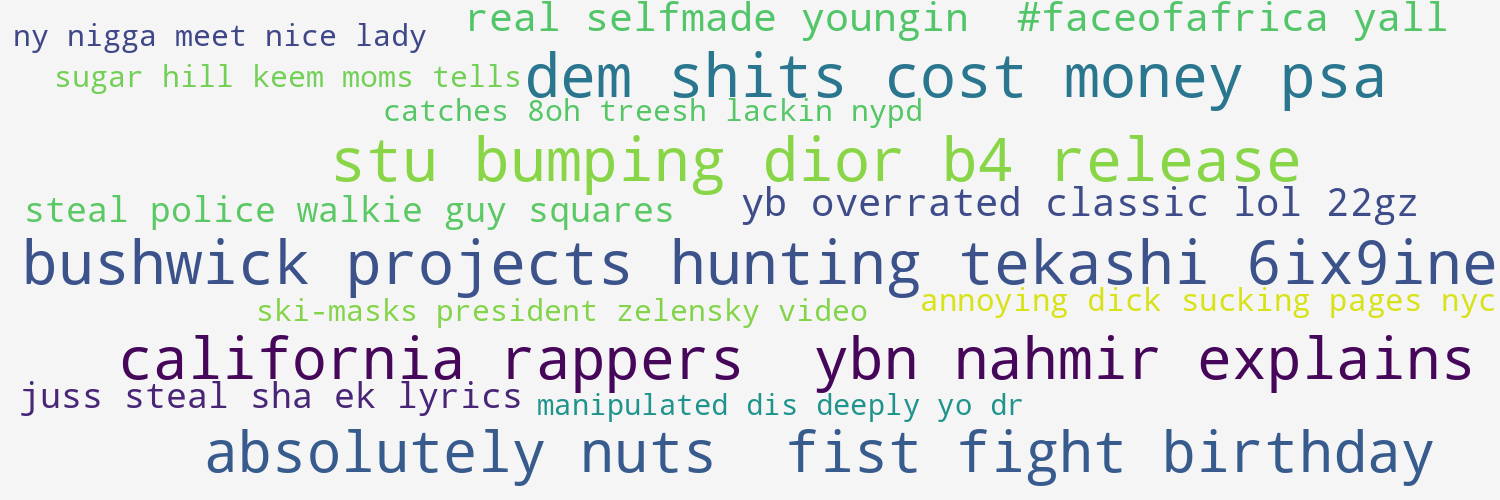 real selfmade youngin
#faceofafrica yall
ny nigga meet nice lady
sugar hill keem moms tells
dem shits cost money psa
catches 8oh treesh lackin nypd
stu bumping dior b4 release
steal police walkie guy squares
yb overrated classic lol 22gz
bushwick projects hunting tekashi 6ix9ine
ski-masks president zelensky video
annoying dick sucking pages nyc
california rappers
ybn nahmir explains
juss steal sha ek lyrics
manipulated dis deeply yo dr
absolutely nuts
fist fight birthday